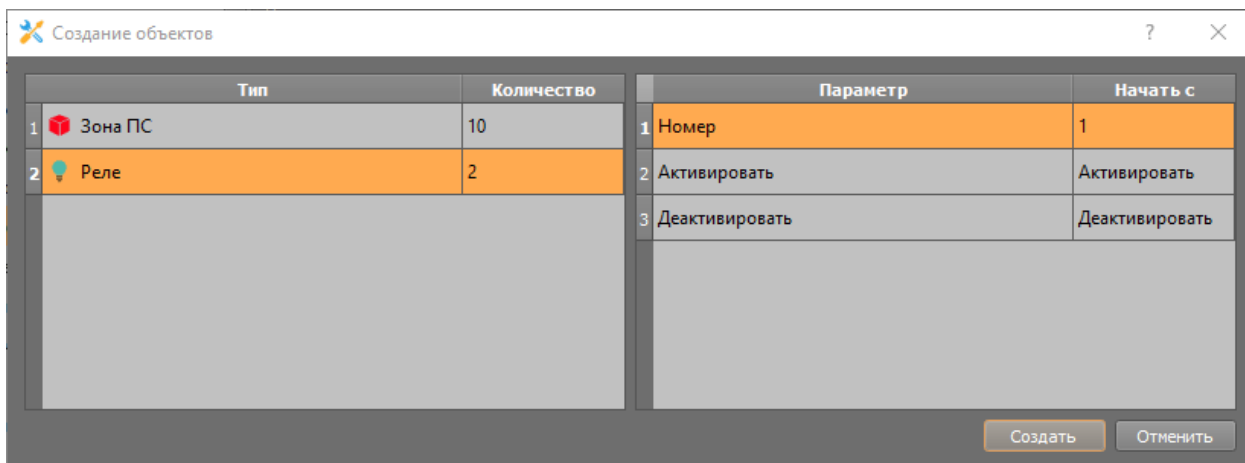 Создание объектов ?
Тип Количество
1 Зона ПС 10
2 Реле 2
Параметр Начать с
1 Номер 1
2 Активировать Активировать
3 Деактивировать Деактивировать
Создать Отменить